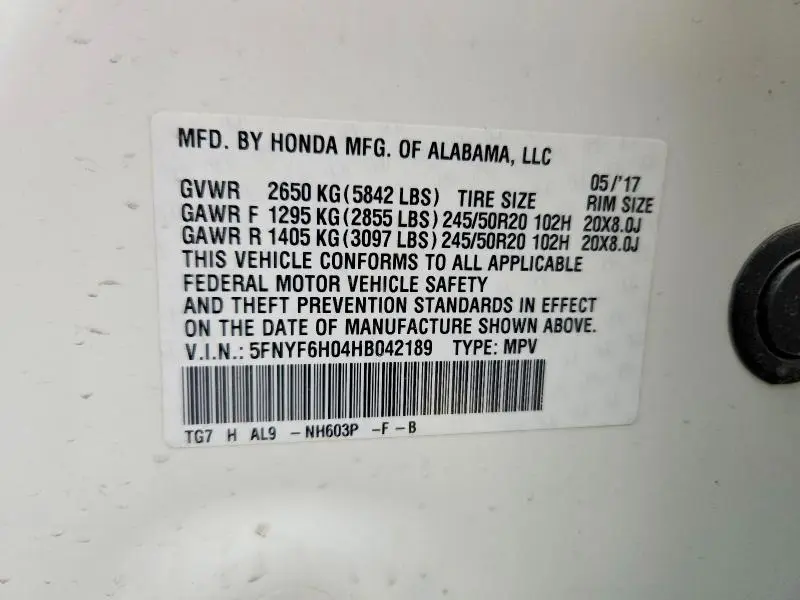 MFD. BY HONDA MFG. OF ALABAMA, LLC
05/'17
GVWR 2650 KG (5842 LBS) TIRE SIZE RIM SIZE
GAWR F 1295 KG (2855 LBS) 245/50R20 102H 20X8.0J
GAWR R 1405 KG (3097 LBS) 245/50R20 102H 20X8.0J
THIS VEHICLE CONFORMS TO ALL APPLICABLE
FEDERAL MOTOR VEHICLE SAFETY
AND THEFT PREVENTION STANDARDS IN EFFECT
ON THE DATE OF MANUFACTURE SHOWN ABOVE.
V.I.N.: 5FNYF6H04HB042189 TYPE: MPV
TG7 H AL9 -NH603P -F-B